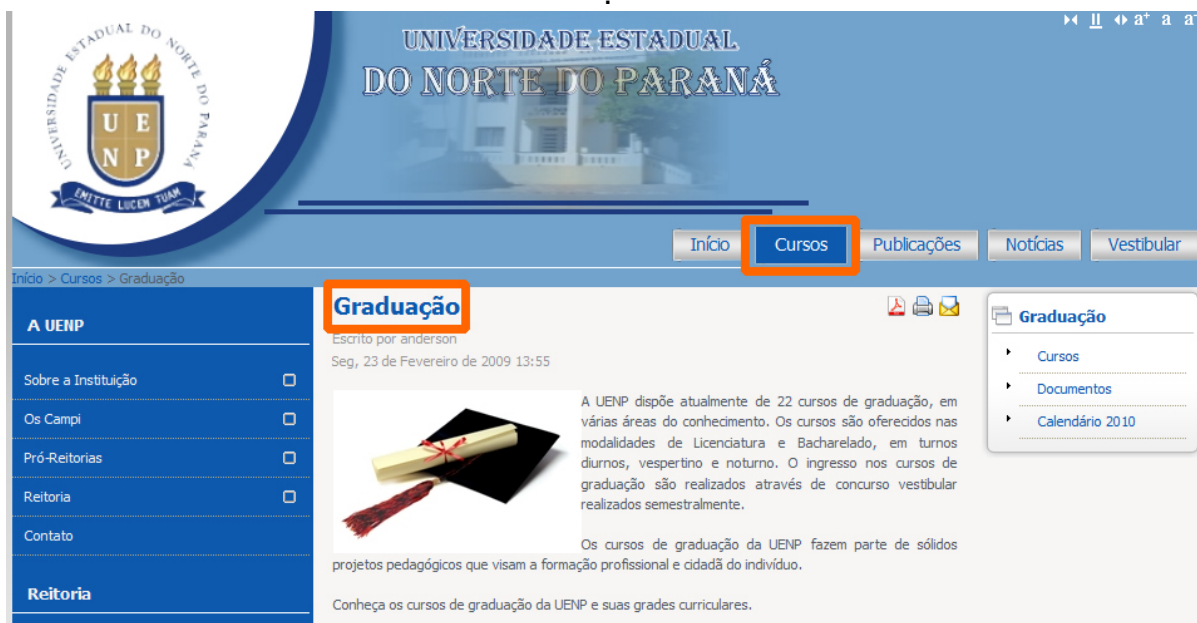 UNIVERSIDADE ESTADUAL DO NORTE DO PARANÁ
U E
N P
EMITTE LUCEM TUAM
UNIVERSIDADE ESTADUAL
DO NORTE DO PARANÁ
a+ a a-
Início
Cursos
Publicações
Notícias
Vestibular
Início > Cursos > Graduação
A UENP
Sobre a Instituição
Os Campi
Pró-Reitorias
Reitoria
Contato
Reitoria
Graduação
Escrito por anderson
Seg, 23 de Fevereiro de 2009 13:55
A UENP dispõe atualmente de 22 cursos de graduação, em
várias áreas do conhecimento. Os cursos são oferecidos nas
modalidades de Licenciatura e Bacharelado, em turnos
diurnos, vespertino e noturno. O ingresso nos cursos de
graduação são realizados através de concurso vestibular
realizados semestralmente.
Os cursos de graduação da UENP fazem parte de sólidos
projetos pedagógicos que visam a formação profissional e cidadã do indivíduo.
Conheça os cursos de graduação da UENP e suas grades curriculares.
Graduação
Cursos
Documentos
Calendário 2010